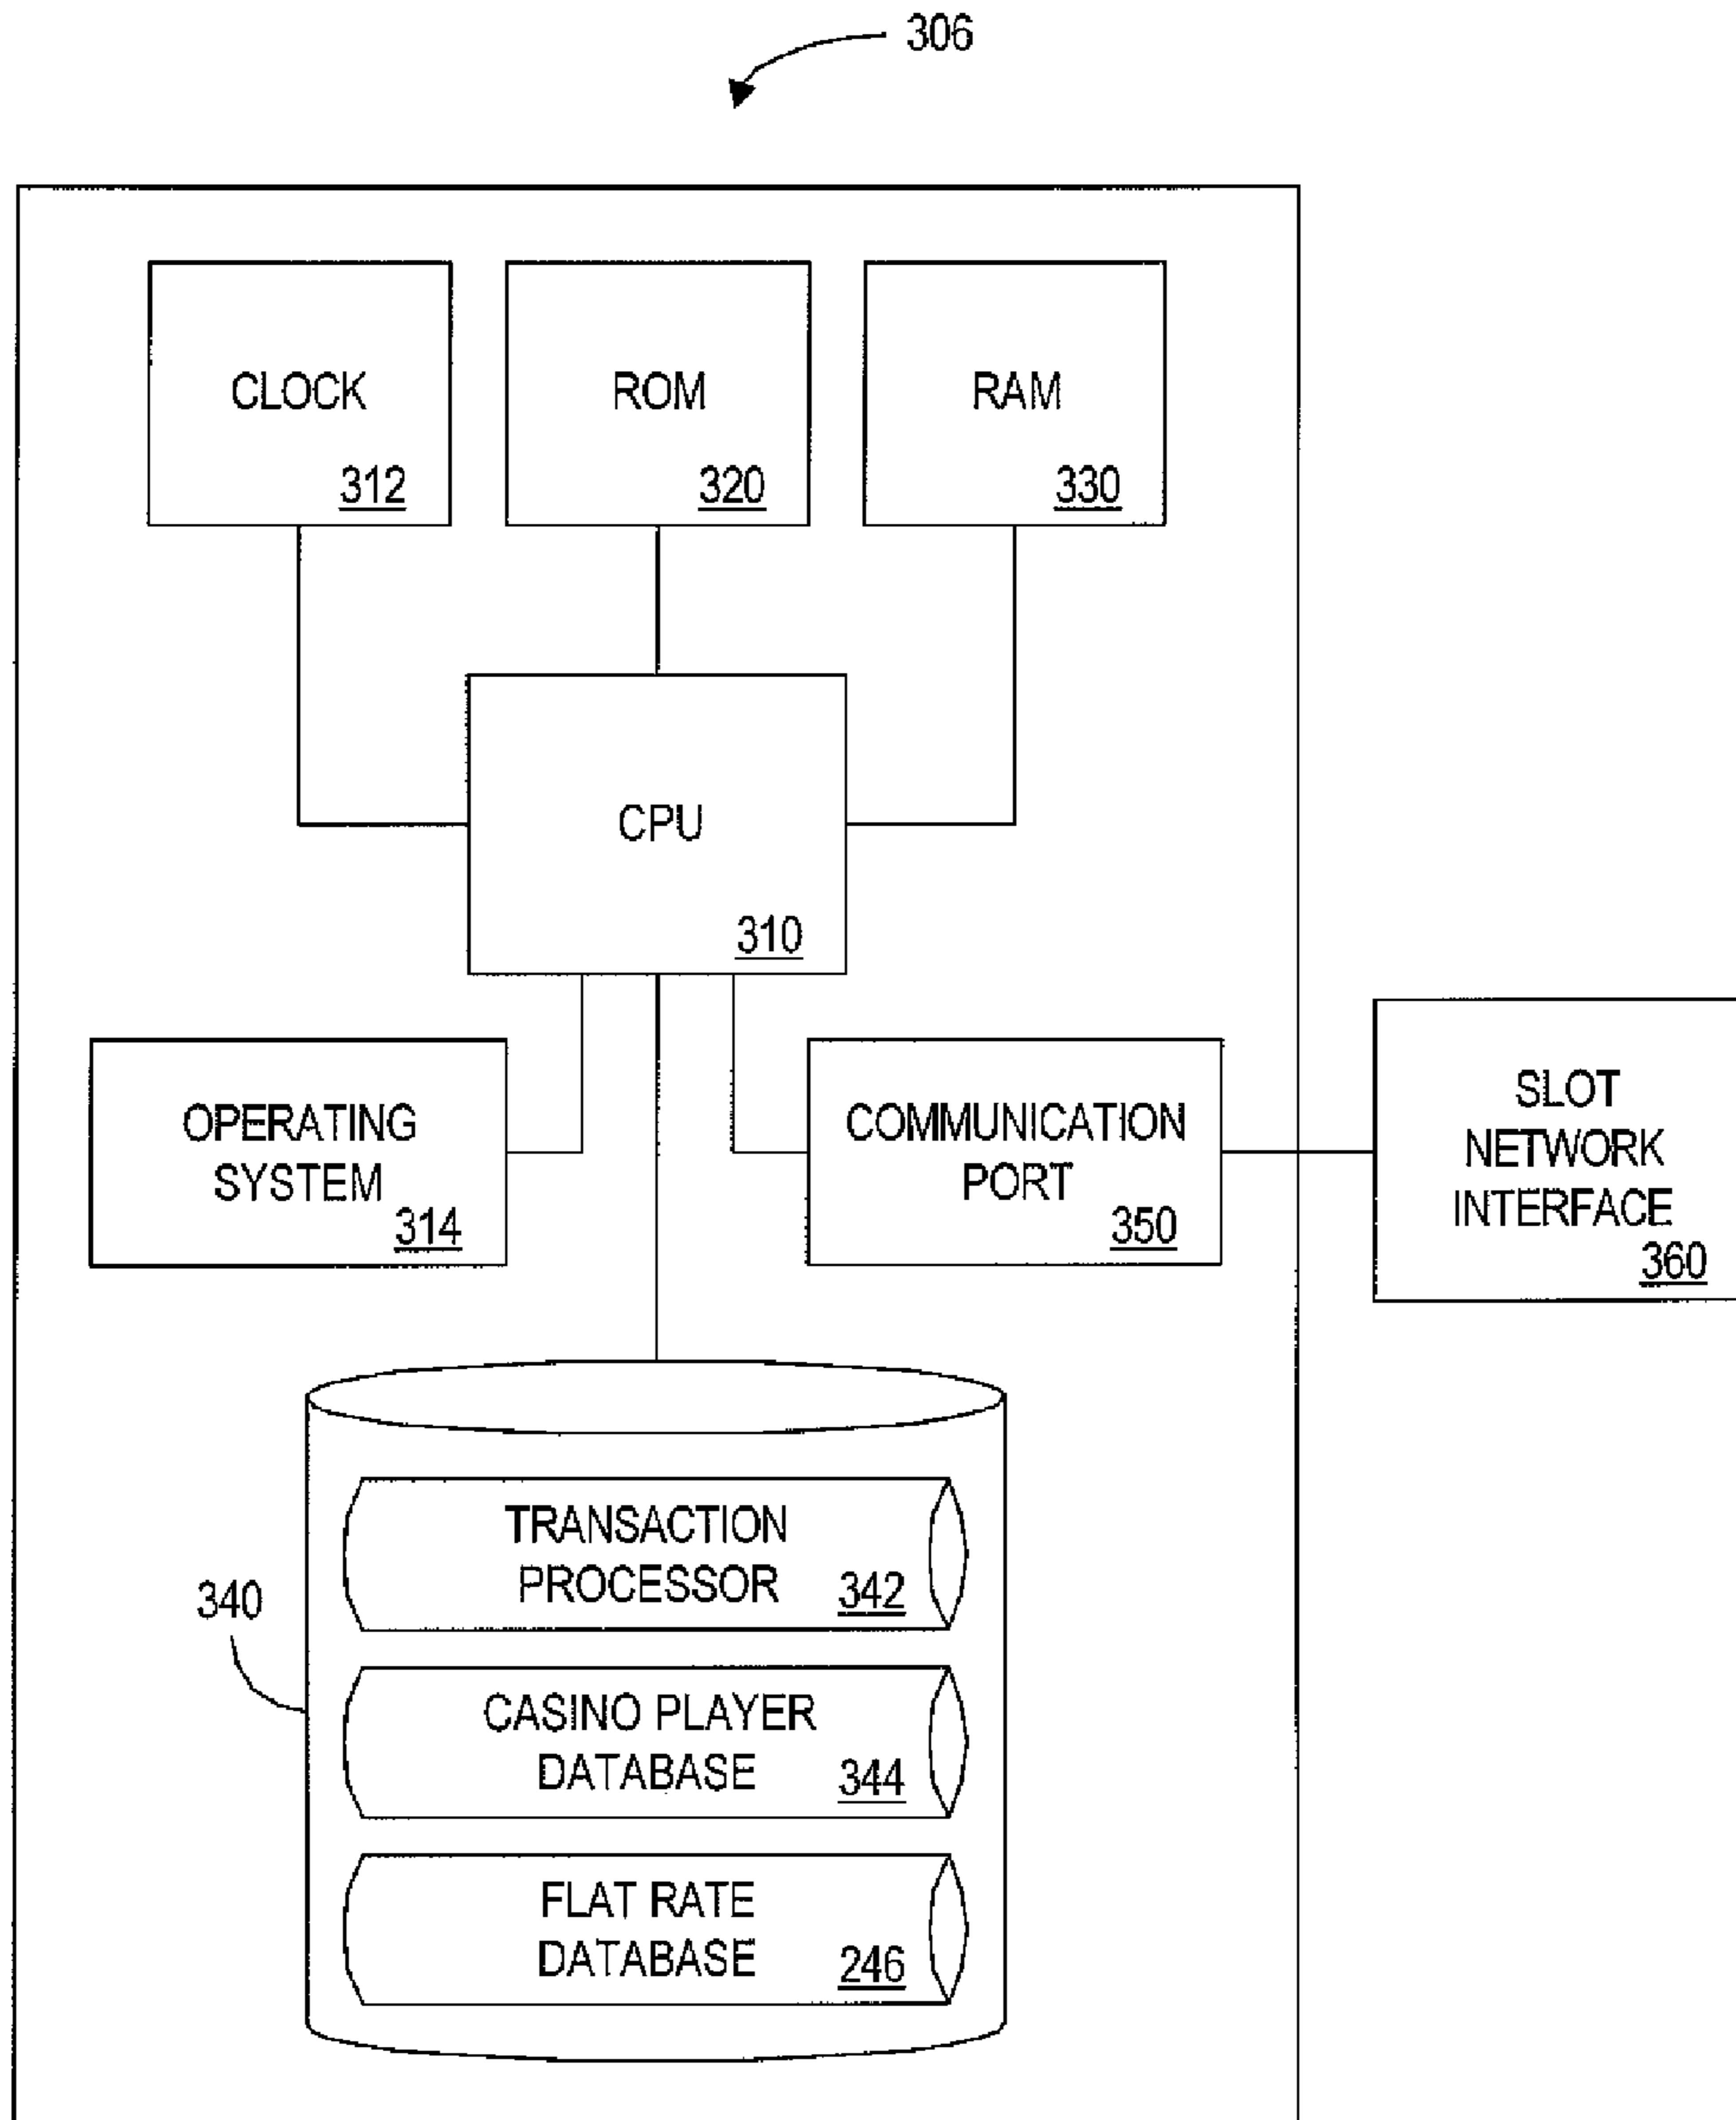 306
CLOCK
312
ROM
320
RAM
330
CPU
310
OPERATING
SYSTEM
314
COMMUNICATION
PORT
350
SLOT
NETWORK
INTERFACE
360
340
TRANSACTION
PROCESSOR
342
CASINO PLAYER
DATABASE
344
FLAT RATE
DATABASE
246